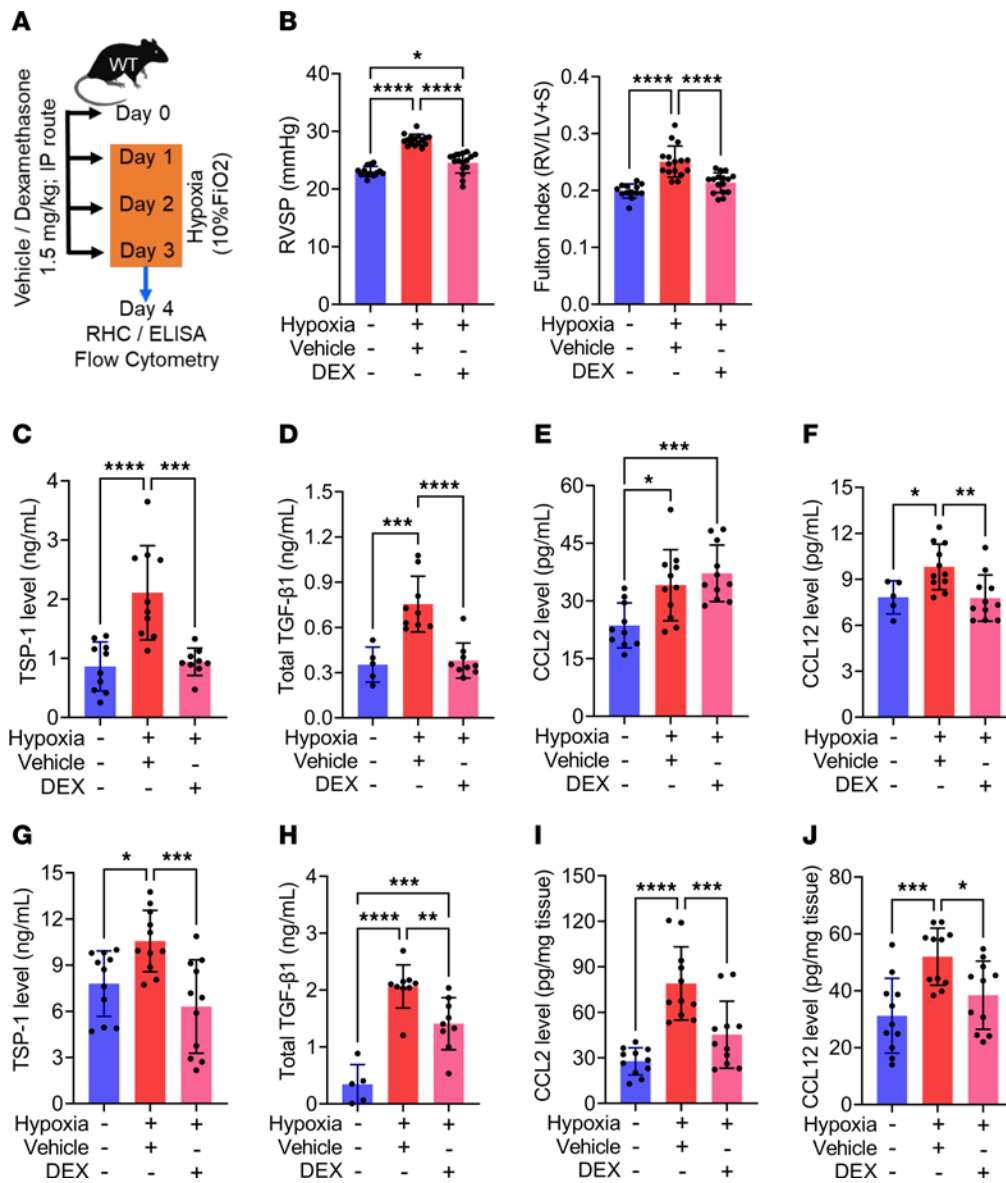 A
WT
Day 0
Day 1
Day 2
Day 3
Vehicle / Dexamethasone
1.5 mg/kg; IP route
Hypoxia
(10%FiO2)
Day 4
RHC / ELISA
Flow Cytometry
B
*
**** ****
RVSP (mmHg)
40
30
20
10
0
Hypoxia - + +
Vehicle - + -
DEX - - +
**** ****
Fulton Index (RV/LV+S)
0.4
0.3
0.2
0.1
0.0
Hypoxia - + +
Vehicle - + -
DEX - - +
C
**** ***
TSP-1 level (ng/mL)
4
3
2
1
0
Hypoxia - + +
Vehicle - + -
DEX - - +
D
****
***
Total TGF-β1 (ng/mL)
1.5
1.2
0.9
0.6
0.3
0.0
Hypoxia - + +
Vehicle - + -
DEX - - +
E
***
*
CCL2 level (pg/mL)
60
45
30
15
0
Hypoxia - + +
Vehicle - + -
DEX - - +
F
* **
CCL12 level (pg/mL)
15
12
9
6
3
0
Hypoxia - + +
Vehicle - + -
DEX - - +
G
* ***
TSP-1 level (ng/mL)
15
12
9
6
3
0
Hypoxia - + +
Vehicle - + -
DEX - - +
H
***
**** **
Total TGF-β1 (ng/mL)
4
3
2
1
0
Hypoxia - + +
Vehicle - + -
DEX - - +
I
**** ***
CCL2 level (pg/mg tissue)
150
120
90
60
30
0
Hypoxia - + +
Vehicle - + -
DEX - - +
J
*** *
CCL12 level (pg/mg tissue)
80
60
40
20
0
Hypoxia - + +
Vehicle - + -
DEX - - +